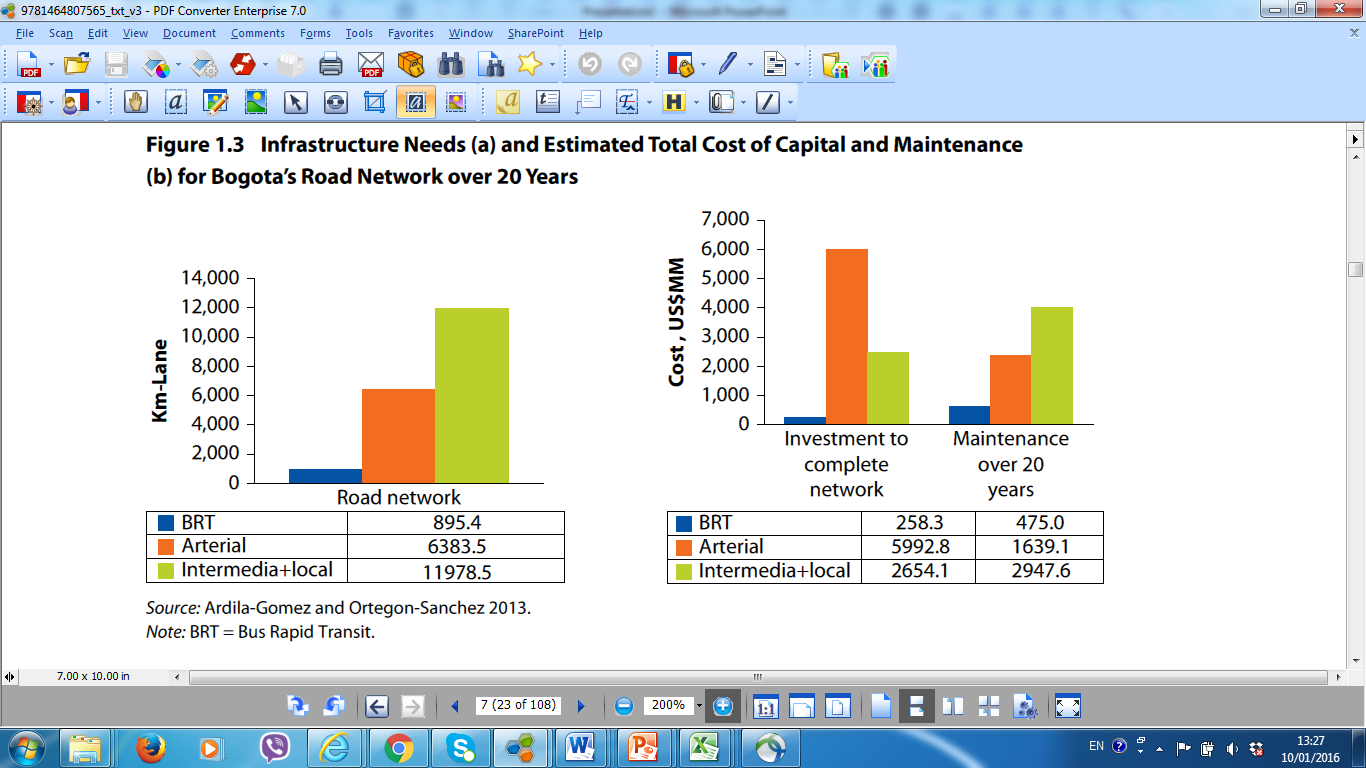 9781464807565_txt_v3 - PDF Converter Enterprise 7.0
File Scan Edit View Document Comments Forms Tools Favorites Window SharePoint Help
Figure 1.3 Infrastructure Needs (a) and Estimated Total Cost of Capital and Maintenance
(b) for Bogota's Road Network over 20 Years
Km-Lane
14,000
12,000
10,000
8,000
6,000
4,000
2,000
0
Road network
BRT 895.4
Arterial 6383.5
Intermedia+local 11978.5
Cost , US$MM
7,000
6,000
5,000
4,000
3,000
2,000
1,000
0
Investment to complete network
Maintenance over 20 years
BRT 258.3 475.0
Arterial 5992.8 1639.1
Intermedia+local 2654.1 2947.6
Source: Ardila-Gomez and Ortegon-Sanchez 2013.
Note: BRT = Bus Rapid Transit.
7.00 x 10.00 in
7 (23 of 108) 200% 1:1
EN 13:27
10/01/2016